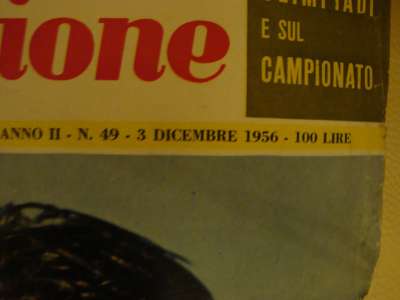 ione
E SUL
CAMPIONATO
ANNO II - N. 49 - 3 DICEMBRE 1956 - 100 LIRE